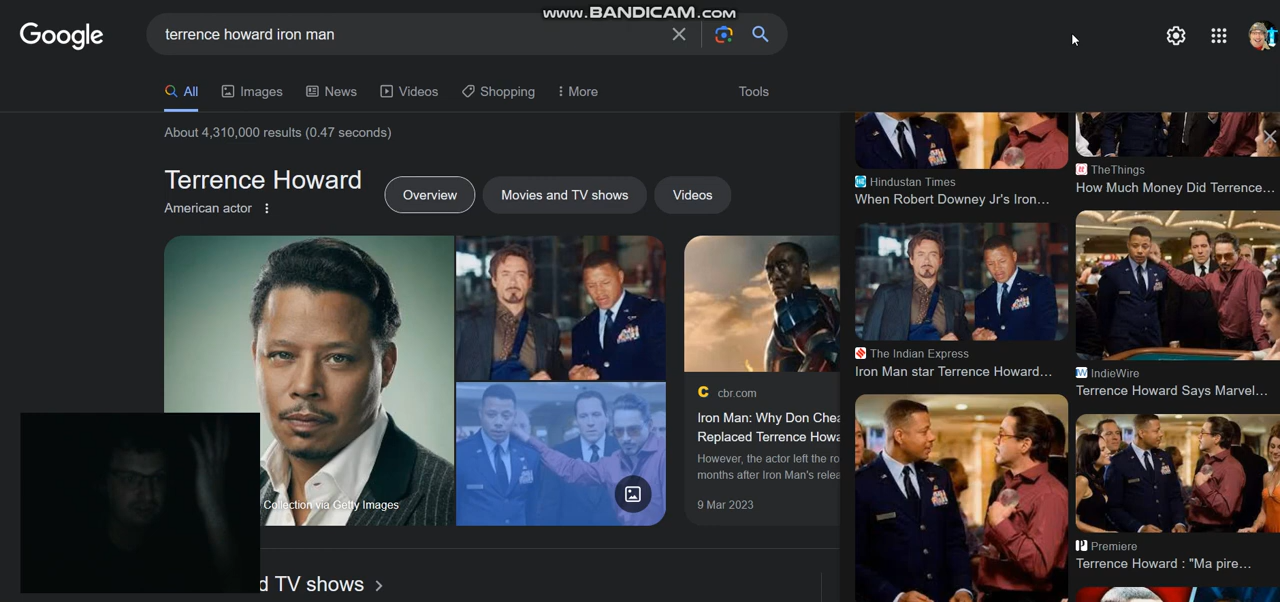 www.BANDICAM.com
Google
terrence howard iron man
All
Images
News
Videos
Shopping
More
Tools
About 4,310,000 results (0.47 seconds)
Terrence Howard
American actor
Overview
Movies and TV shows
Videos
Collection via Getty Images
cbr.com
Iron Man: Why Don Chea
Replaced Terrence Howa
However, the actor left the ro
months after Iron Man's relea
9 Mar 2023
d TV shows
Hindustan Times
When Robert Downey Jr's Iron...
TheThings
How Much Money Did Terrence...
The Indian Express
Iron Man star Terrence Howard...
IndieWire
Terrence Howard Says Marvel...
Premiere
Terrence Howard : "Ma pire...